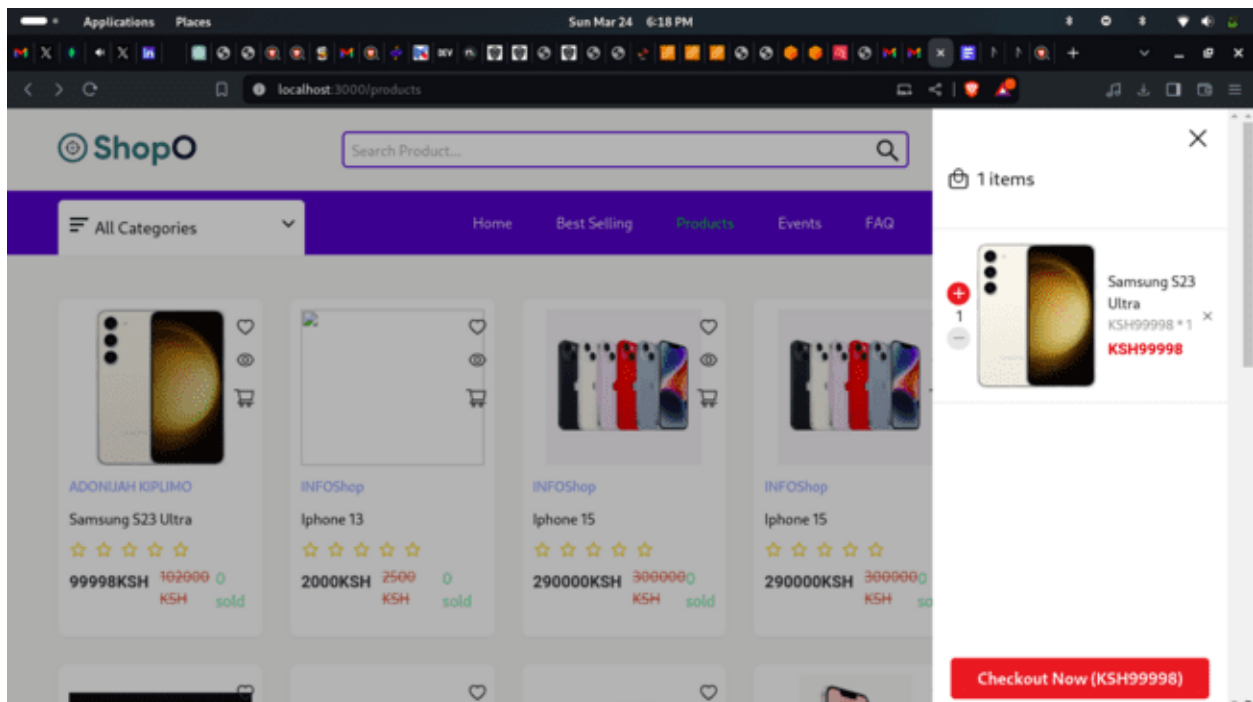 Applications Places Sun Mar 24 6:18 PM
localhost:3000/products
ShopO
Search Product...
1 items
All Categories
Home Best Selling Products Events FAQ
Samsung S23
Ultra
1
KSH99998 * 1
KSH99998
ADONIJAH KIPLIMO
Samsung S23 Ultra
99998KSH 102000
KSH
0
sold
INFOShop
Iphone 13
2000KSH 2500
KSH
0
sold
INFOShop
Iphone 15
290000KSH 300000
KSH
0
sold
INFOShop
Iphone 15
290000KSH 300000
KSH
0
so
Checkout Now (KSH99998)